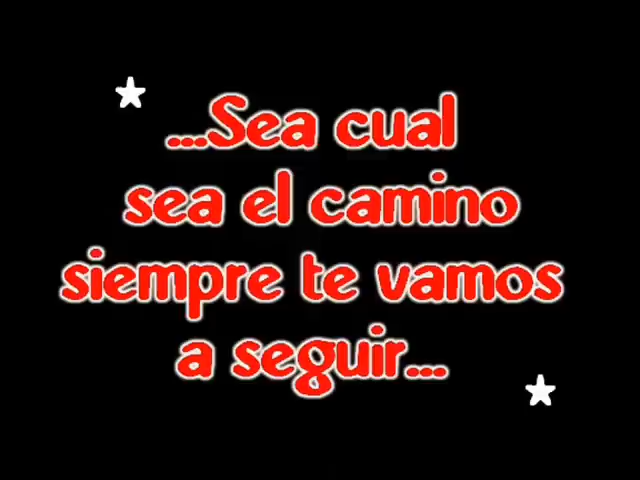 ...Sea cual
sea el camino
siempre te vamos
a seguir...